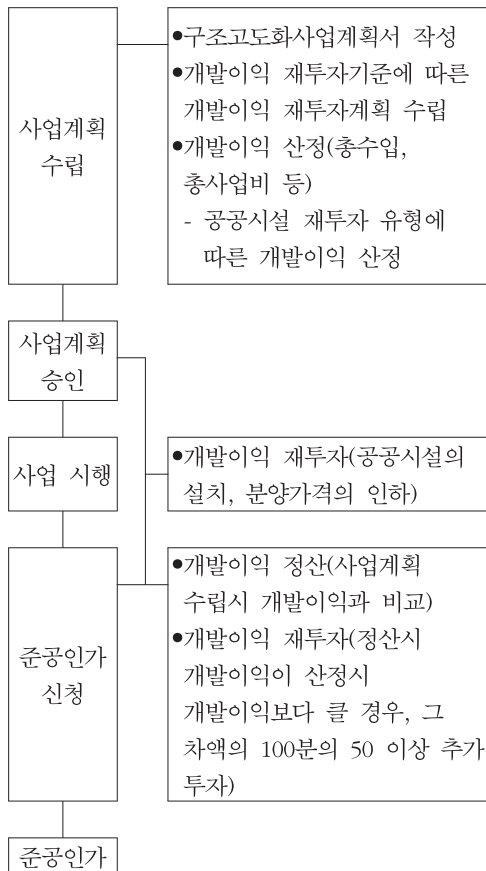 사업계획
수립
●구조고도화사업계획서 작성
●개발이익 재투자기준에 따른
개발이익 재투자계획 수립
●개발이익 산정(총수입,
총사업비 등)
- 공공시설 재투자 유형에
따른 개발이익 산정
사업계획
승인
사업 시행
●개발이익 재투자(공공시설의
설치, 분양가격의 인하)
준공인가
신청
●개발이익 정산(사업계획
수립시 개발이익과 비교)
●개발이익 재투자(정산시
개발이익이 산정시
개발이익보다 클 경우, 그
차액의 100분의 50 이상 추가
투자)
준공인가